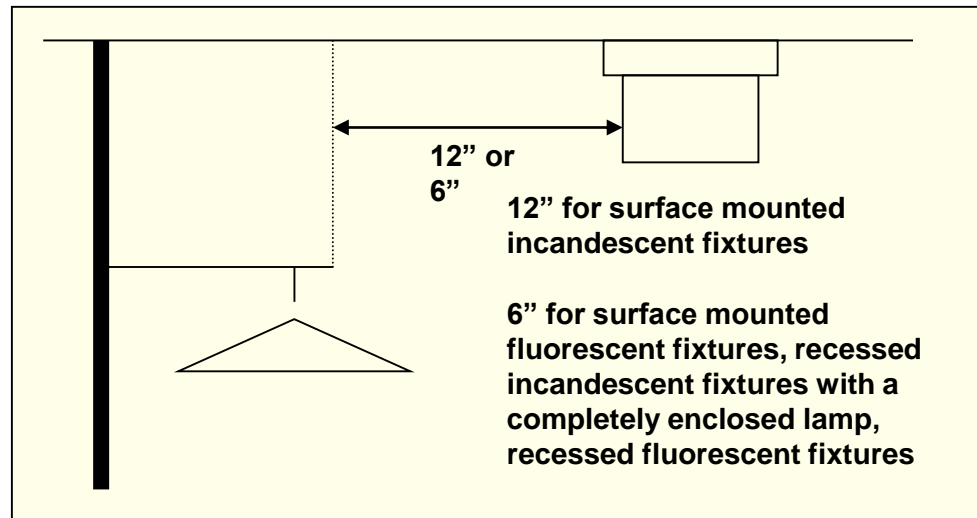 12” or
6”
12” for surface mounted
incandescent fixtures
6” for surface mounted
fluorescent fixtures, recessed
incandescent fixtures with a
completely enclosed lamp,
recessed fluorescent fixtures